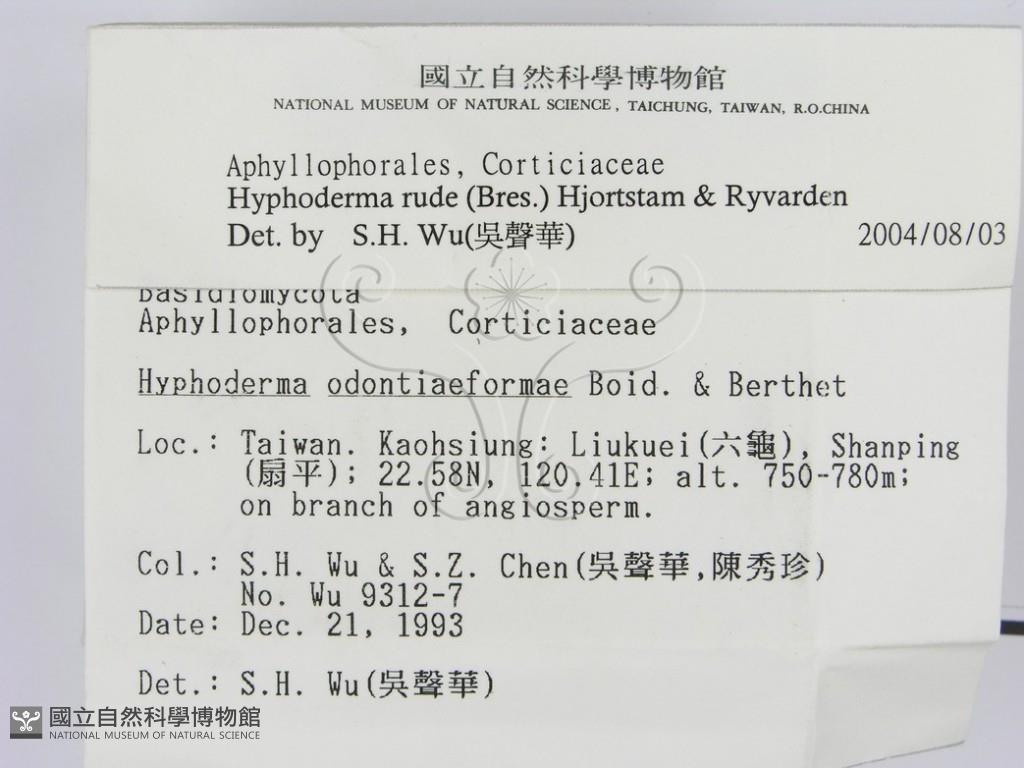 國立自然科學博物館
NATIONAL MUSEUM OF NATURAL SCIENCE, TAICHUNG, TAIWAN, R.O.CHINA
Aphyllophorales, Corticiaceae
Hyphoderma rude (Bres.) Hjortstam & Ryvarden
Det. by S.H. Wu(吳聲華) 2004/08/03
Basidiomycota
Aphyllophorales, Corticiaceae
Hyphoderma odontiaeformae Boid. & Berthet
Loc.: Taiwan. Kaohsiung: Liukuei(六龜), Shanping
(扇平); 22.58N, 120.41E; alt. 750-780m;
on branch of angiosperm.
Col.: S.H. Wu & S.Z. Chen(吳聲華,陳秀珍)
No. Wu 9312-7
Date: Dec. 21, 1993
Det.: S.H. Wu(吳聲華)
國立自然科學博物館
NATIONAL MUSEUM OF NATURAL SCIENCE